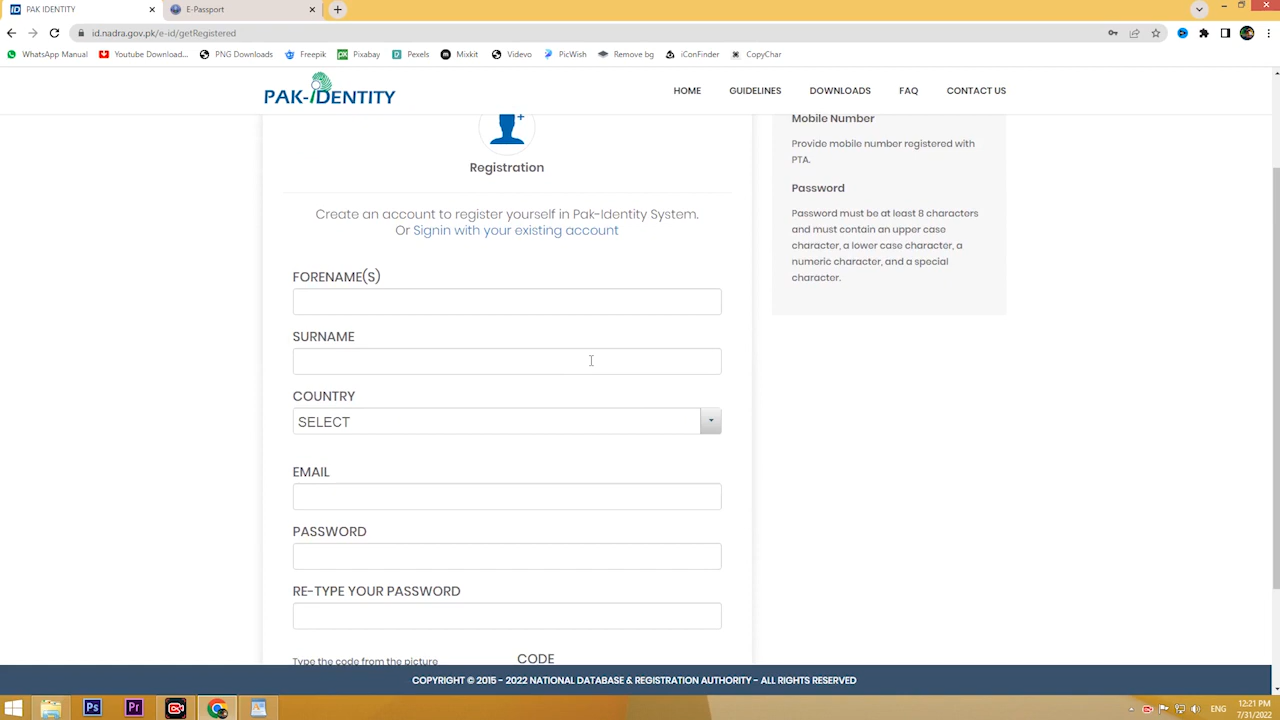 PAK IDENTITY
E-Passport
id.nadra.gov.pk/e-id/getRegistered
WhatsApp Manual
Youtube Download...
PNG Downloads
Freepik
Pixabay
Pexels
Mixkit
Videvo
PicWish
Remove bg
iConFinder
CopyChar
PAK-iDENTITY
HOME
GUIDELINES
DOWNLOADS
FAQ
CONTACT US
Registration
Create an account to register yourself in Pak-Identity System.
Or Signin with your existing account
FORENAME(S)
SURNAME
COUNTRY
SELECT
EMAIL
PASSWORD
RE-TYPE YOUR PASSWORD
Type the code from the picture
CODE
Mobile Number
Provide mobile number registered with
PTA.
Password
Password must be at least 8 characters
and must contain an upper case
character, a lower case character, a
numeric character, and a special
character.
COPYRIGHT © 2015 - 2022 NATIONAL DATABASE & REGISTRATION AUTHORITY - ALL RIGHTS RESERVED
Ps
Pr
ENG
12:21 PM
7/31/2022